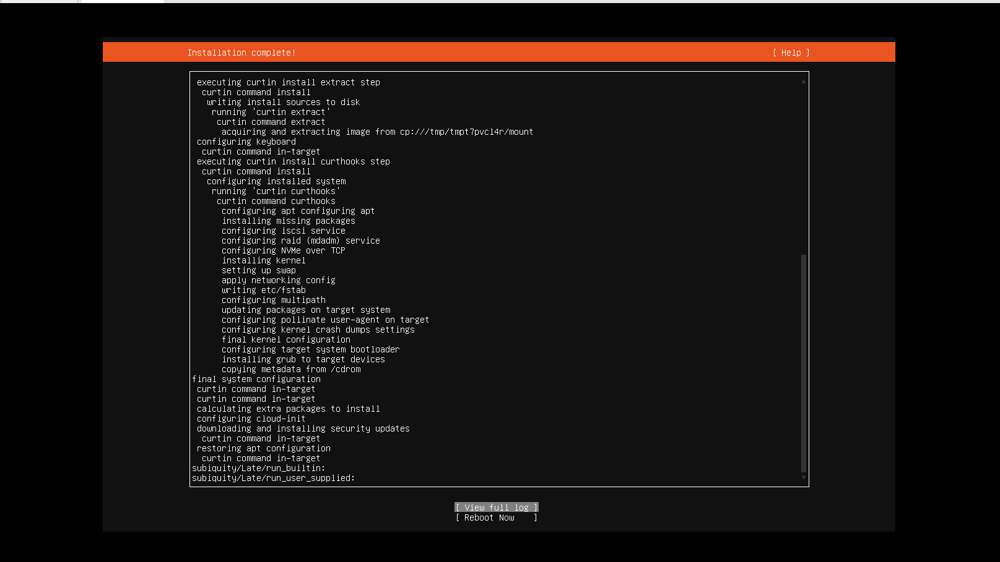 Installation complete!
[ Help ]
executing curtin install extract step
curtin command install
writing install sources to disk
running 'curtin extract'
curtin command extract
acquiring and extracting image from cp:///tmp/tmpt7pvcl4r/mount
configuring keyboard
curtin command in-target
executing curtin install curthooks step
curtin command install
configuring installed system
running 'curtin curthooks'
curtin command curthooks
configuring apt configuring apt
installing missing packages
configuring iscsi service
configuring raid (mdadm) service
configuring NVMe over TCP
installing kernel
setting up swap
apply networking config
writing etc/fstab
configuring multipath
updating packages on target system
configuring pollinate user-agent on target
configuring kernel crash dumps settings
final kernel configuration
configuring target system bootloader
installing grub to target devices
copying metadata from /cdrom
final system configuration
curtin command in-target
curtin command in-target
calculating extra packages to install
configuring cloud-init
downloading and installing security updates
curtin command in-target
restoring apt configuration
curtin command in-target
subiquity/Late/run_builtin:
subiquity/Late/run_user_supplied:
[ View full log ]
[ Reboot Now ]